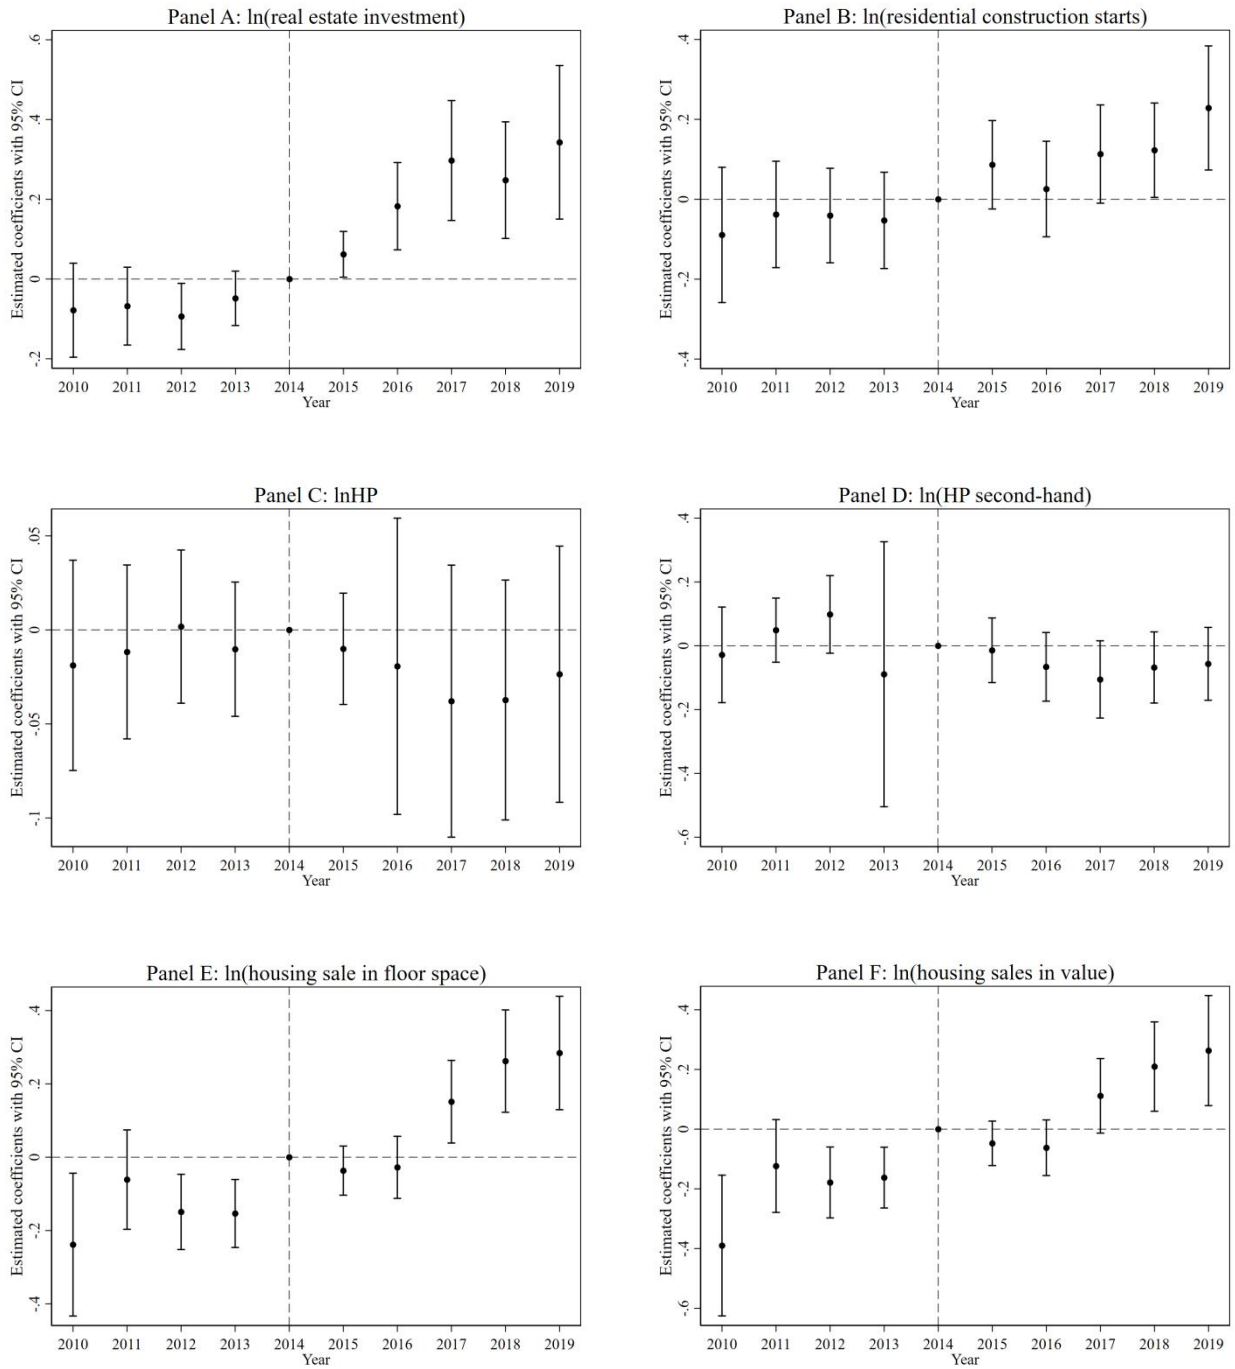 Panel A: ln(real estate investment)
Estimated coefficients with 95% CI
.6
.4
.2
0
-.2
2010 2011 2012 2013 2014 2015 2016 2017 2018 2019
Year
Panel B: ln(residential construction starts)
Estimated coefficients with 95% CI
.4
.2
0
-.2
-.4
2010 2011 2012 2013 2014 2015 2016 2017 2018 2019
Year
Panel C: lnHP
Estimated coefficients with 95% CI
.05
0
-.05
-.1
2010 2011 2012 2013 2014 2015 2016 2017 2018 2019
Year
Panel D: ln(HP second-hand)
Estimated coefficients with 95% CI
.4
.2
0
-.2
-.4
-.6
2010 2011 2012 2013 2014 2015 2016 2017 2018 2019
Year
Panel E: ln(housing sale in floor space)
Estimated coefficients with 95% CI
.4
.2
0
-.2
-.4
2010 2011 2012 2013 2014 2015 2016 2017 2018 2019
Year
Panel F: ln(housing sales in value)
Estimated coefficients with 95% CI
.4
.2
0
-.2
-.4
-.6
2010 2011 2012 2013 2014 2015 2016 2017 2018 2019
Year